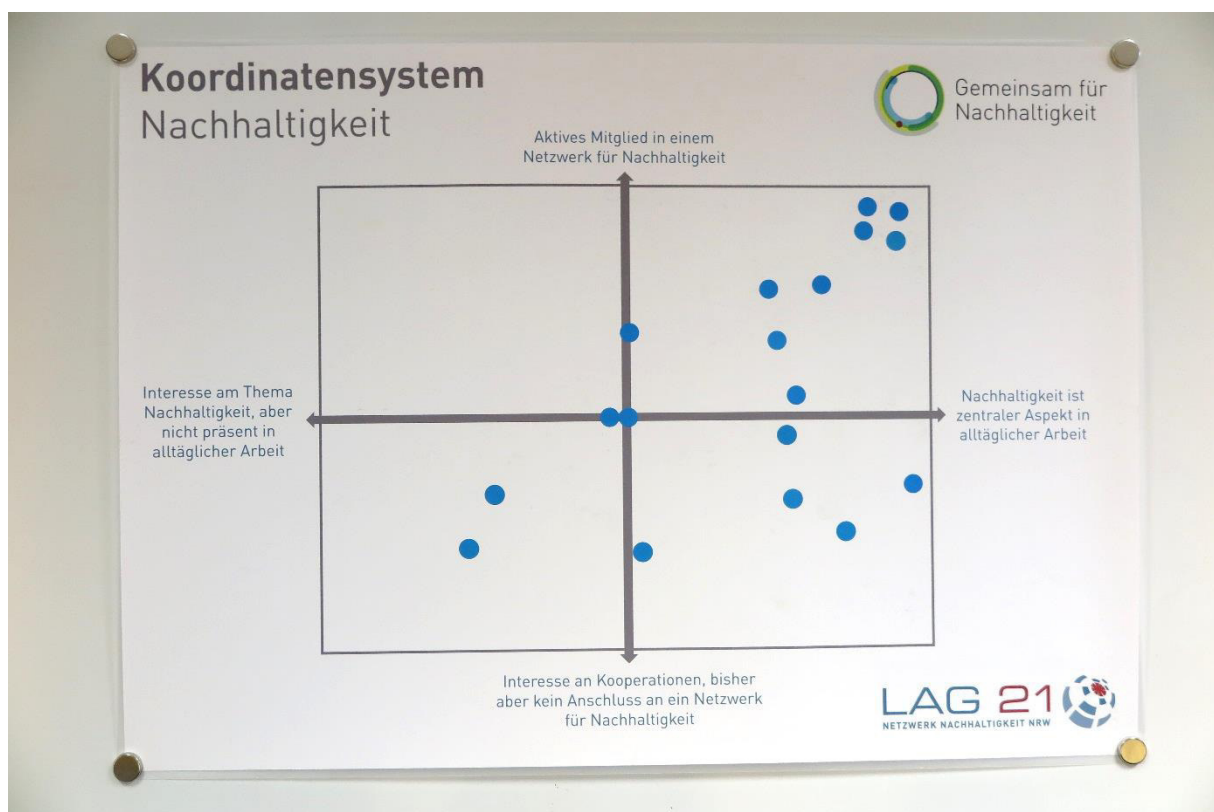 Koordinatensystem
Nachhaltigkeit
Gemeinsam für
Nachhaltigkeit
Aktives Mitglied in einem
Netzwerk für Nachhaltigkeit
Interesse am Thema
Nachhaltigkeit, aber
nicht präsent in
alltäglicher Arbeit
Nachhaltigkeit ist
zentraler Aspekt in
alltäglicher Arbeit
Interesse an Kooperationen, bisher
aber kein Anschluss an ein Netzwerk
für Nachhaltigkeit
LAG 21
NETZWERK NACHHALTIGKEIT NRW